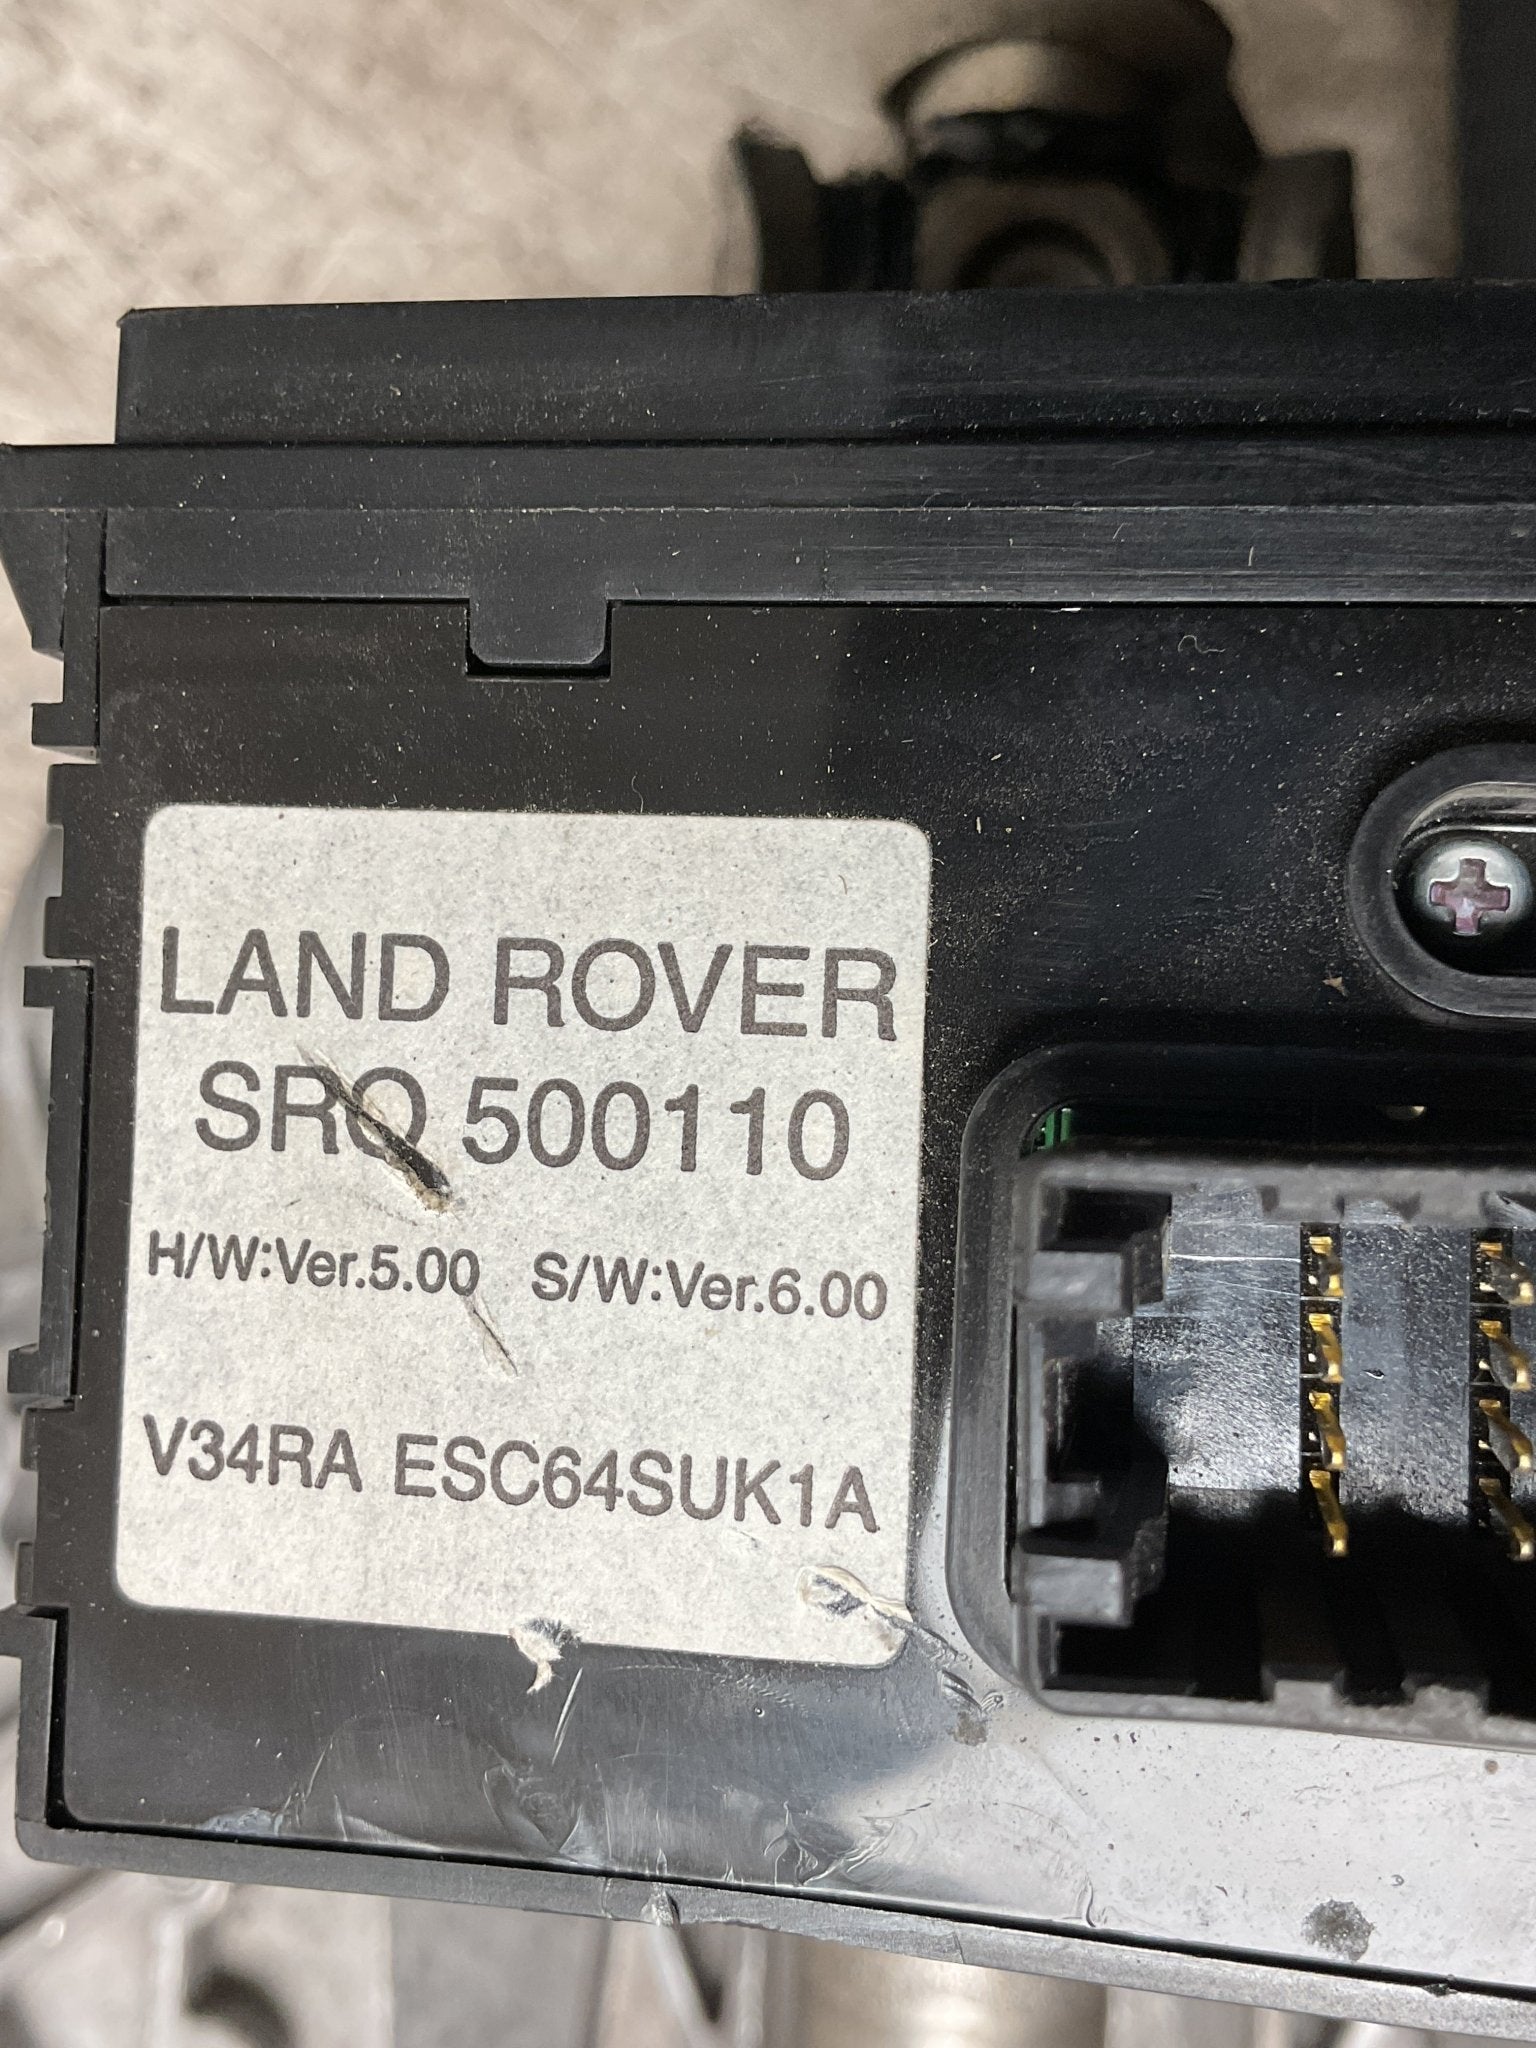 LAND ROVER
SRO 500110
H/W:Ver.5.00 S/W:Ver.6.00
V34RA ESC64SUK1A